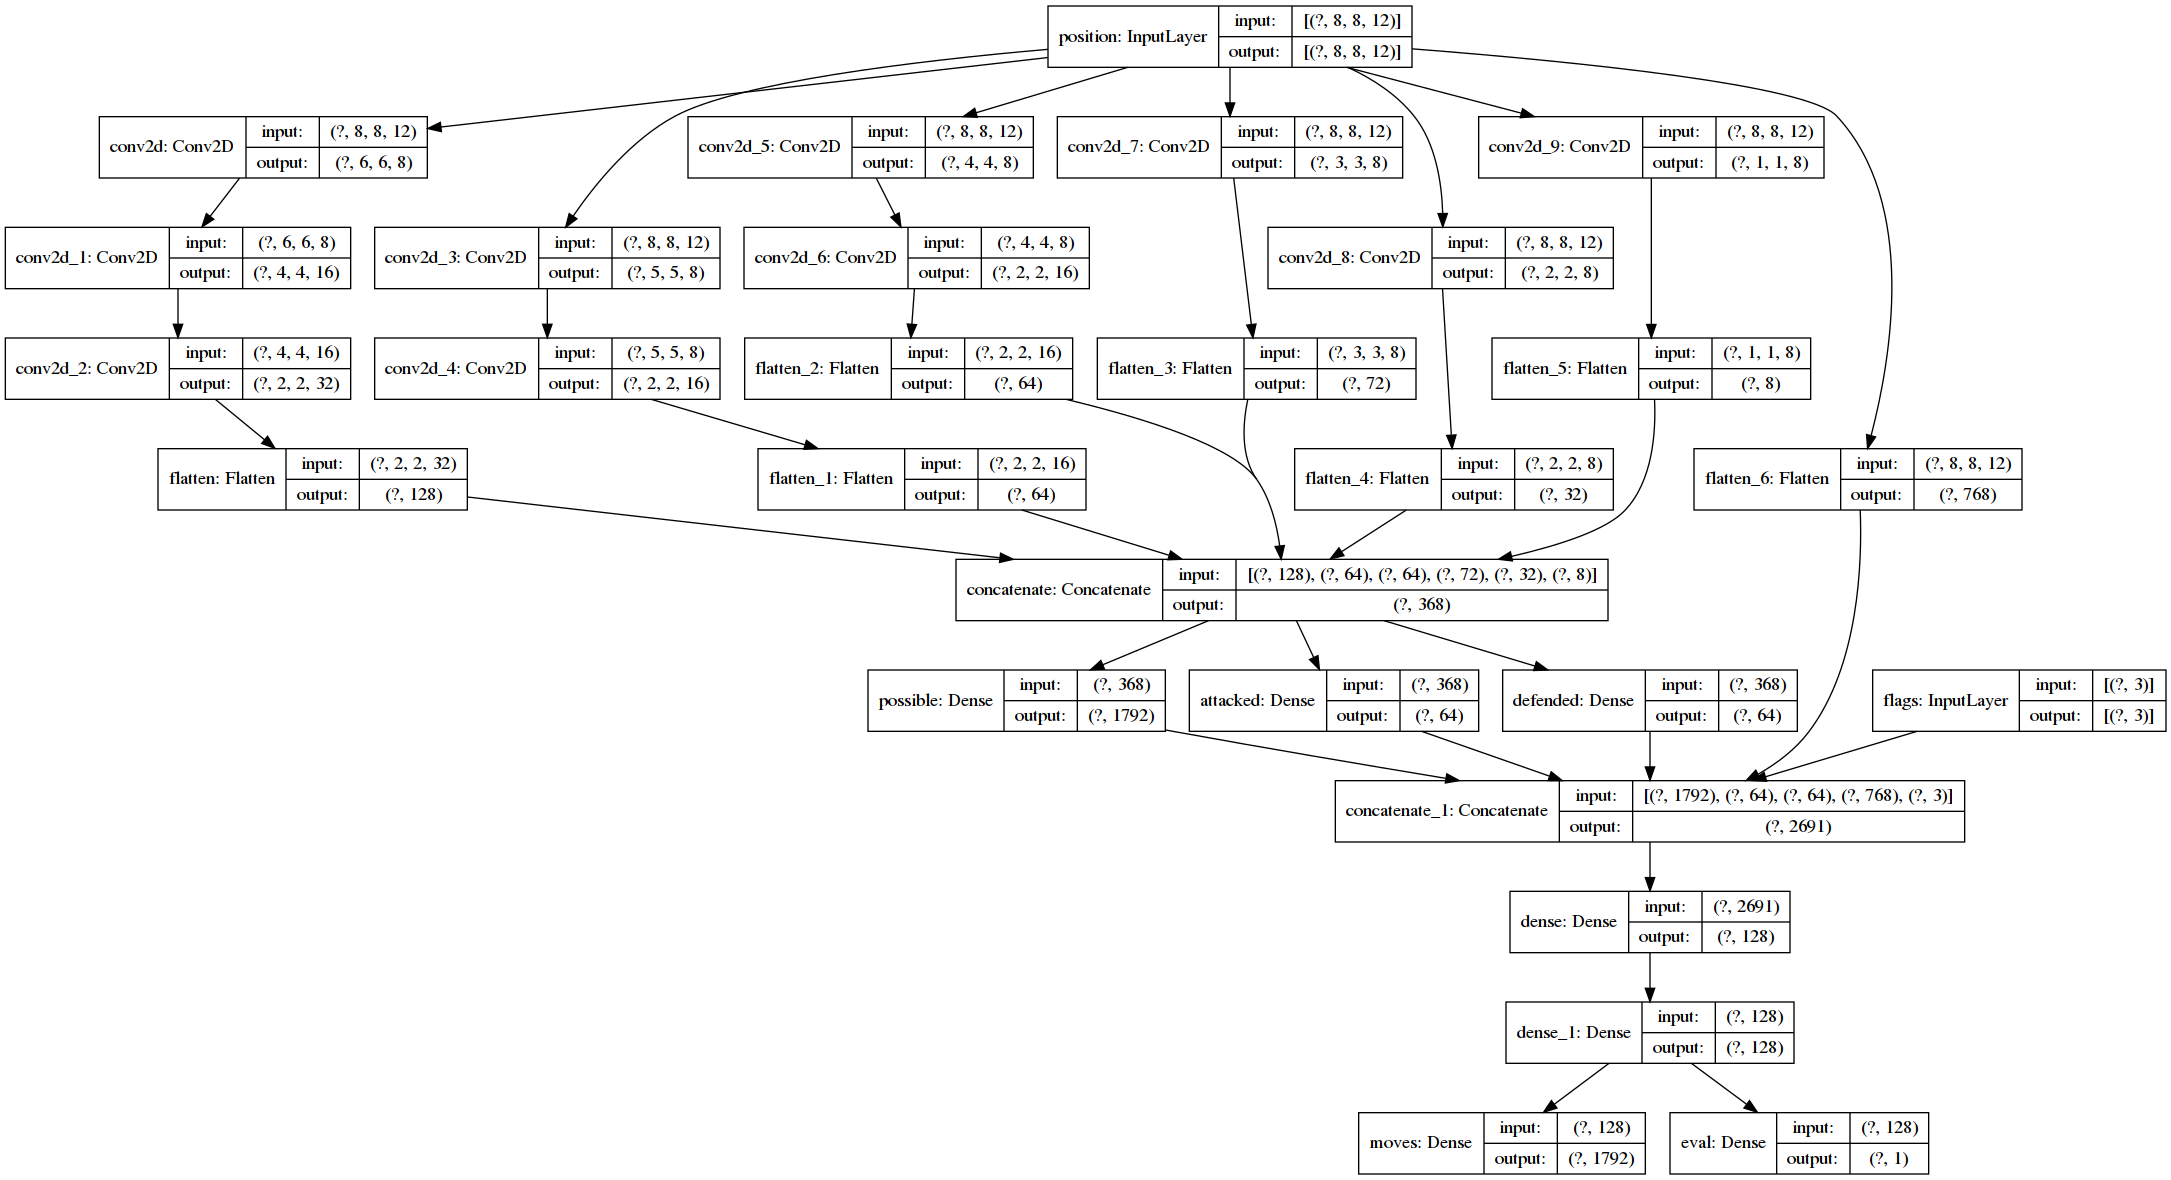 position: InputLayer
input: [(?, 8, 8, 12)]
output: [(?, 8, 8, 12)]
conv2d: Conv2D
input: (?, 8, 8, 12)
output: (?, 6, 6, 8)
conv2d_5: Conv2D
input: (?, 8, 8, 12)
output: (?, 4, 4, 8)
conv2d_7: Conv2D
input: (?, 8, 8, 12)
output: (?, 3, 3, 8)
conv2d_9: Conv2D
input: (?, 8, 8, 12)
output: (?, 1, 1, 8)
conv2d_1: Conv2D
input: (?, 6, 6, 8)
output: (?, 4, 4, 16)
conv2d_3: Conv2D
input: (?, 8, 8, 12)
output: (?, 5, 5, 8)
conv2d_6: Conv2D
input: (?, 4, 4, 8)
output: (?, 2, 2, 16)
conv2d_8: Conv2D
input: (?, 8, 8, 12)
output: (?, 2, 2, 8)
conv2d_2: Conv2D
input: (?, 4, 4, 16)
output: (?, 2, 2, 32)
conv2d_4: Conv2D
input: (?, 5, 5, 8)
output: (?, 2, 2, 16)
flatten_2: Flatten
input: (?, 2, 2, 16)
output: (?, 64)
flatten_3: Flatten
input: (?, 3, 3, 8)
output: (?, 72)
flatten_5: Flatten
input: (?, 1, 1, 8)
output: (?, 8)
flatten: Flatten
input: (?, 2, 2, 32)
output: (?, 128)
flatten_1: Flatten
input: (?, 2, 2, 16)
output: (?, 64)
flatten_4: Flatten
input: (?, 2, 2, 8)
output: (?, 32)
flatten_6: Flatten
input: (?, 8, 8, 12)
output: (?, 768)
concatenate: Concatenate
input: [(?, 128), (?, 64), (?, 64), (?, 72), (?, 32), (?, 8)]
output: (?, 368)
possible: Dense
input: (?, 368)
output: (?, 1792)
attacked: Dense
input: (?, 368)
output: (?, 64)
defended: Dense
input: (?, 368)
output: (?, 64)
flags: InputLayer
input: [(?, 3)]
output: [(?, 3)]
concatenate_1: Concatenate
input: [(?, 1792), (?, 64), (?, 64), (?, 768), (?, 3)]
output: (?, 2691)
dense: Dense
input: (?, 2691)
output: (?, 128)
dense_1: Dense
input: (?, 128)
output: (?, 128)
moves: Dense
input: (?, 128)
output: (?, 1792)
eval: Dense
input: (?, 128)
output: (?, 1)